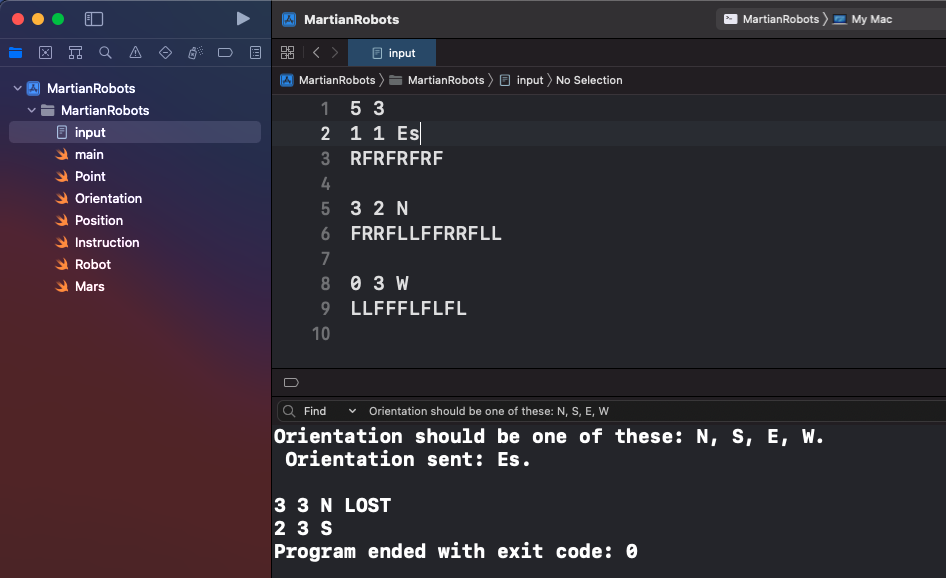 MartianRobots
MartianRobots
My Mac
input
MartianRobots
MartianRobots
input
No Selection
MartianRobots
MartianRobots
input
main
Point
Orientation
Position
Instruction
Robot
Mars
1 5 3
2 1 1 Es
3 RFRFRFRF
4
5 3 2 N
6 FRRFLLFFRRFLL
7
8 0 3 W
9 LLFFFLFLFL
10
Find Orientation should be one of these: N, S, E, W
Orientation should be one of these: N, S, E, W.
Orientation sent: Es.
3 3 N LOST
2 3 S
Program ended with exit code: 0